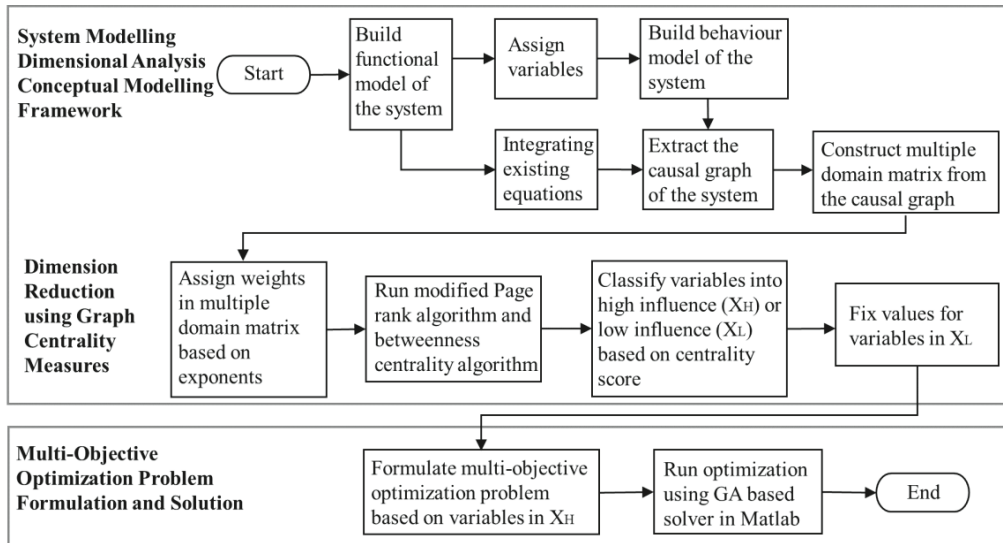 System Modelling
Dimensional Analysis
Conceptual Modelling
Framework
Start
Build
functional
model of
the system
Assign
variables
Build behaviour
model of the
system
Integrating
existing
equations
Extract the
causal graph
of the system
Construct multiple
domain matrix from
the causal graph
Dimension
Reduction
using Graph
Centrality
Measures
Assign weights
in multiple
domain matrix
based on
exponents
Run modified Page
rank algorithm and
betweenness
centrality algorithm
Classify variables into
high influence (XH) or
low influence (XL)
based on centrality
score
Fix values for
variables in XL
Multi-Objective
Optimization Problem
Formulation and Solution
Formulate multi-objective
optimization problem
based on variables in XH
Run optimization
using GA based
solver in Matlab
End